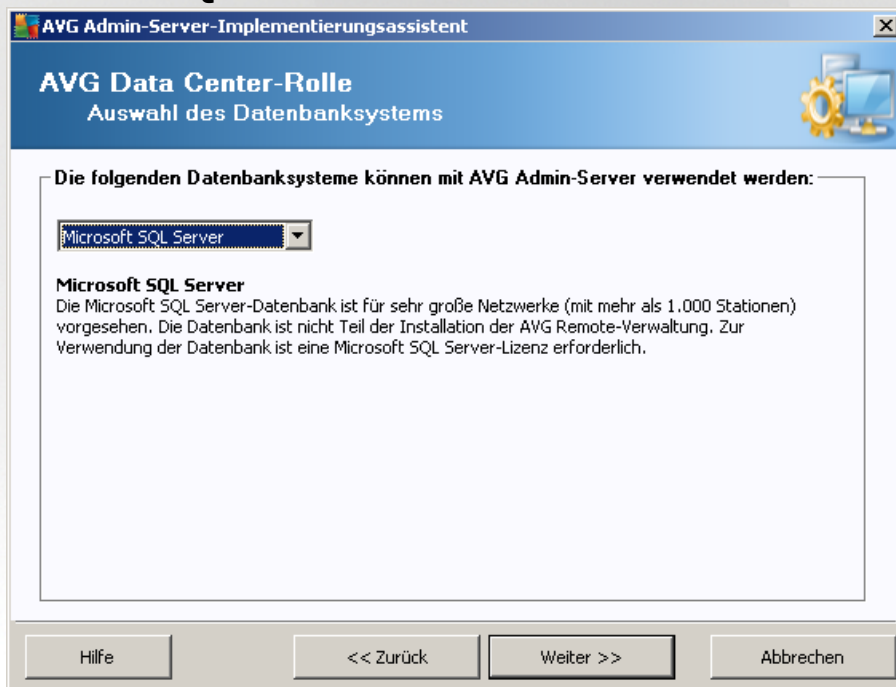 AVG Admin-Server-Implementierungsassistent
AVG Data Center-Rolle
Auswahl des Datenbanksystems
Die folgenden Datenbanksysteme können mit AVG Admin-Server verwendet werden:
Microsoft SQL Server
Microsoft SQL Server
Die Microsoft SQL Server-Datenbank ist für sehr große Netzwerke (mit mehr als 1.000 Stationen)
vorgesehen. Die Datenbank ist nicht Teil der Installation der AVG Remote-Verwaltung. Zur
Verwendung der Datenbank ist eine Microsoft SQL Server-Lizenz erforderlich.
Hilfe
<< Zurück
Weiter >>
Abbrechen